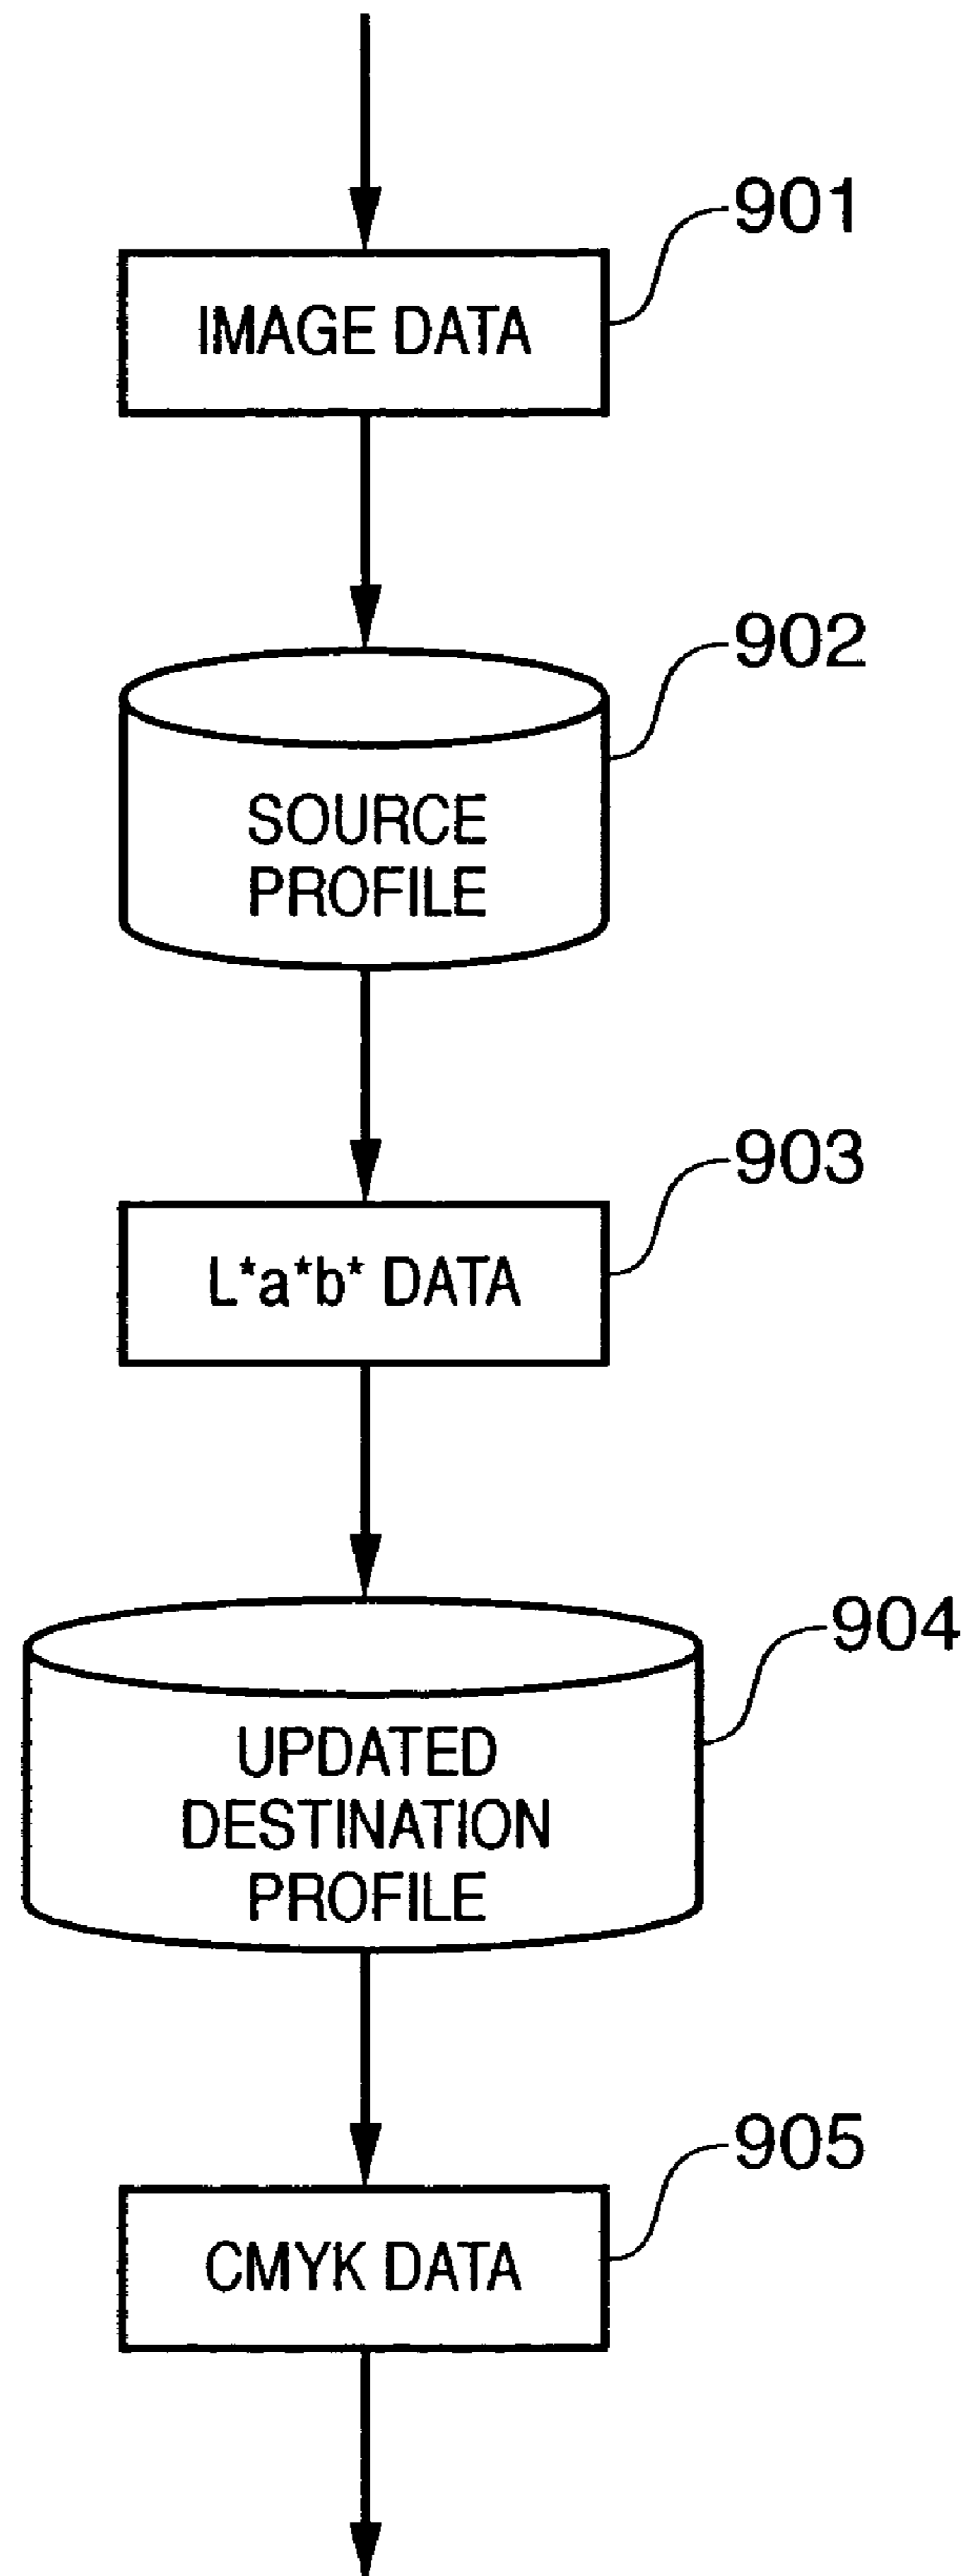 901
IMAGE DATA
902
SOURCE
PROFILE
903
L*a*b* DATA
904
UPDATED
DESTINATION
PROFILE
905
CMYK DATA